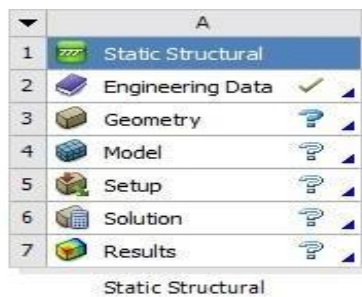 A
1 Static Structural
2 Engineering Data
3 Geometry ?
4 Model ?
5 Setup ?
6 Solution ?
7 Results ?
Static Structural